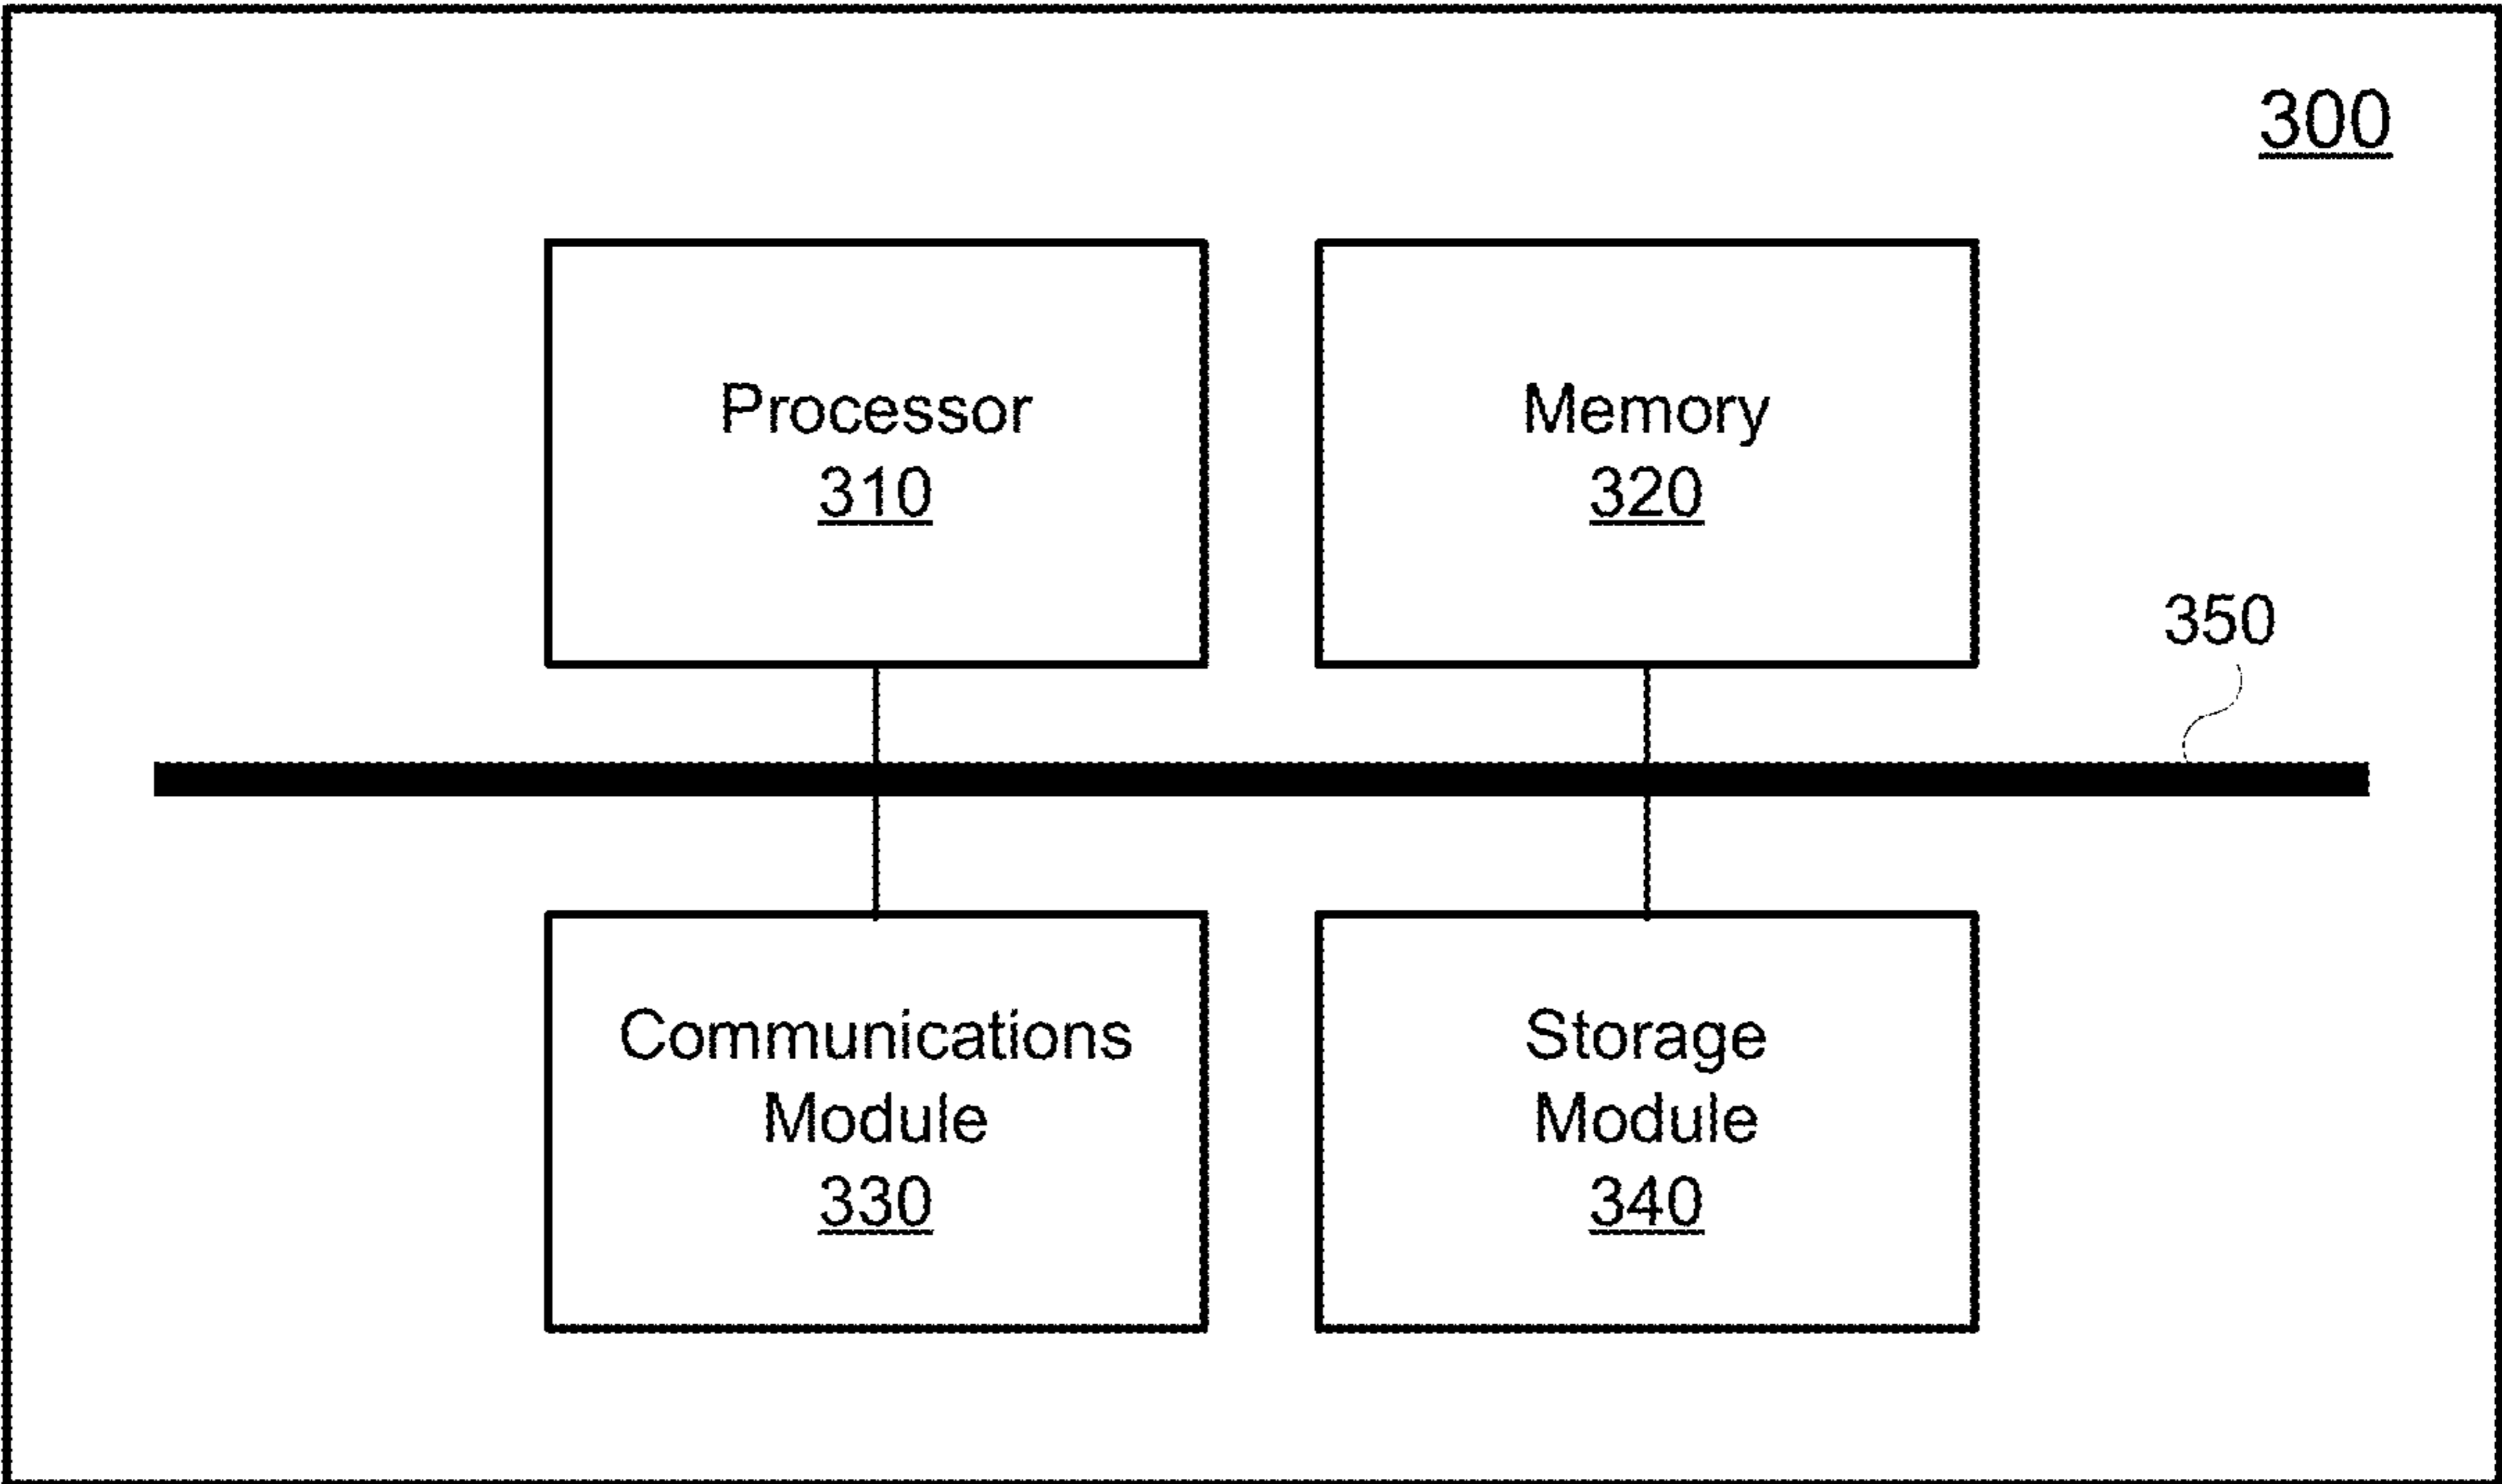 300
Processor
310
Memory
320
350
Communications
Module
330
Storage
Module
340